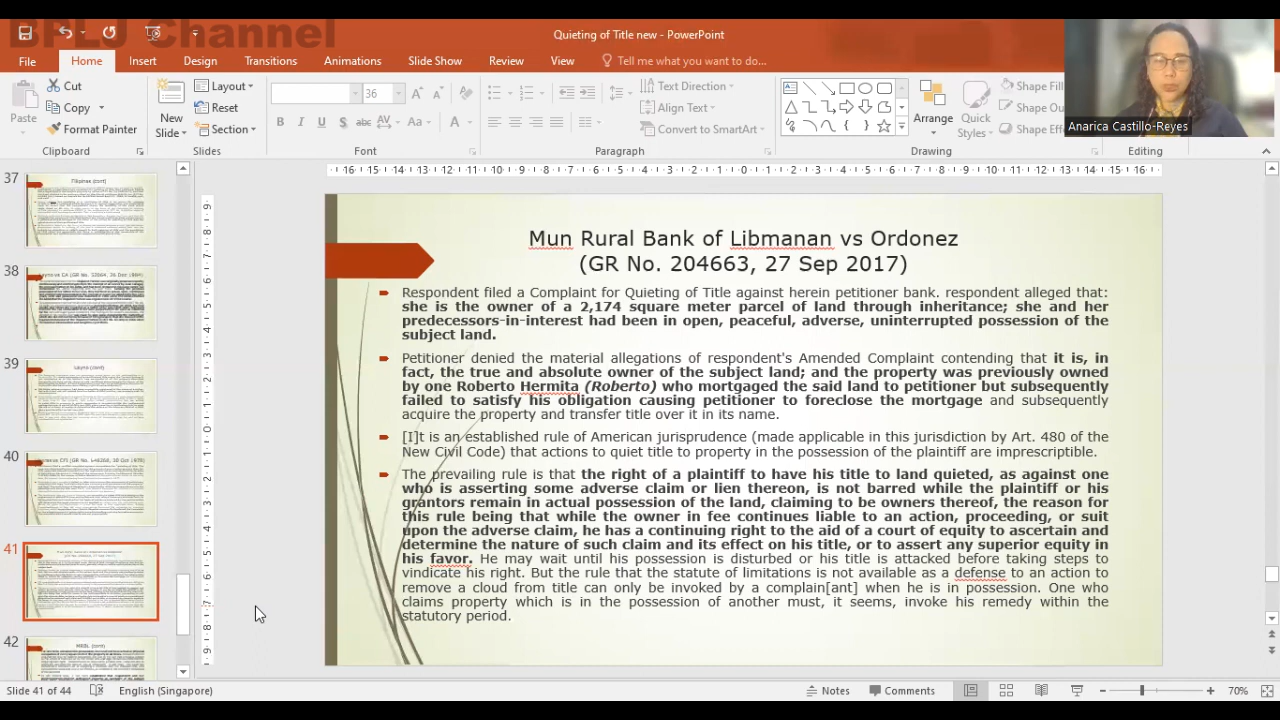 BPLJ Channel
Quieting of Title new - PowerPoint
File Home Insert Design Transitions Animations Slide Show Review View Tell me what you want to do...
Paste
Cut
Copy
Format Painter
Clipboard
New
Slide
Layout
Reset
Section
Slides
36
Font
Text Direction
Align Text
Convert to SmartArt
Paragraph
Arrange
Quick
Styles
Shape Fill
Shape Ou
Shape Effe
Drawing
Editing
Anarica Castillo-Reyes
37
38
39
40
41
42
Mun Rural Bank of Libmanan vs Ordonez
(GR No. 204663, 27 Sep 2017)
Respondent filed a Complaint for Quieting of Title against herein petitioner bank, respondent alleged that:
she is the owner of a 2,174 square meter parcel of land through inheritance; she and her
predecessors-in-interest had been in open, peaceful, adverse, uninterrupted possession of the
subject land.
Petitioner denied the material allegations of respondent's Amended Complaint contending that it is, in
fact, the true and absolute owner of the subject land; and the property was previously owned
by one Roberto Hermita (Roberto) who mortgaged the said land to petitioner but subsequently
failed to satisfy his obligation causing petitioner to foreclose the mortgage and subsequently
acquire the property and transfer title over it in its name.
[I]t is an established rule of American jurisprudence (made applicable in this jurisdiction by Art. 480 of the
New Civil Code) that actions to quiet title to property in the possession of the plaintiff are imprescriptible.
The prevailing rule is that the right of a plaintiff to have his title to land quieted, as against one
who is asserting some adverse claim or lien thereon, is not barred while the plaintiff or his
grantors remain in actual possession of the land, claiming to be owners thereof, the reason for
this rule being that while the owner in fee continues liable to an action, proceeding, or suit
upon the adverse claim, he has a continuing right to the aid of a court of equity to ascertain and
determine the nature of such claim and its effect on his title, or to assert any superior equity in
his favor. He may wait until his possession is disturbed or his title is attacked before taking steps to
vindicate his right. But the rule that the statute of limitations is not available as a defense to an action to
remove a cloud from title can only be invoked by a complain[ant] when he is in possession. One who
claims property which is in the possession of another must, it seems, invoke his remedy within the
statutory period.
Slide 41 of 44 English (Singapore) Notes Comments 70%